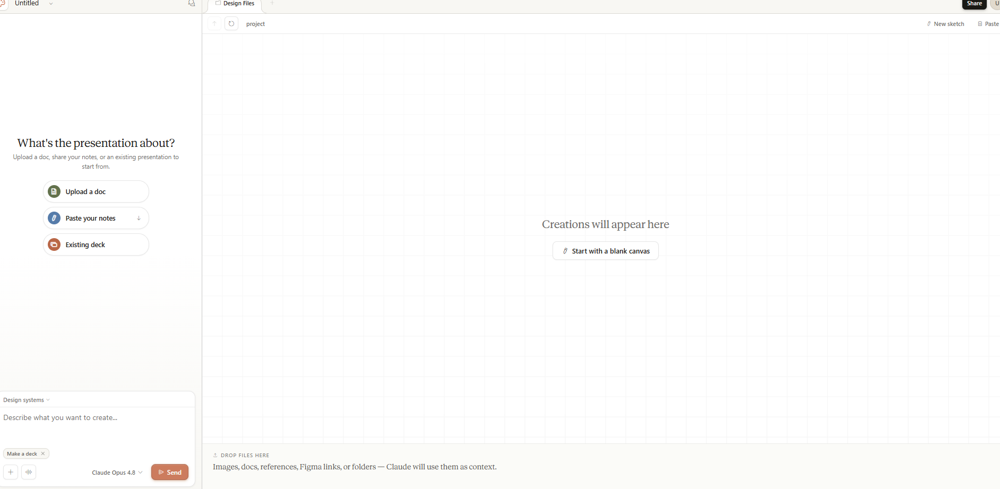 Untitled
Design Files
Share
U
project
New sketch
Paste
What's the presentation about?
Upload a doc, share your notes, or an existing presentation to
start from.
Upload a doc
Paste your notes
Existing deck
Creations will appear here
Start with a blank canvas
Design systems
Describe what you want to create...
Make a deck
Claude Opus 4.8
Send
DROP FILES HERE
Images, docs, references, Figma links, or folders — Claude will use them as context.